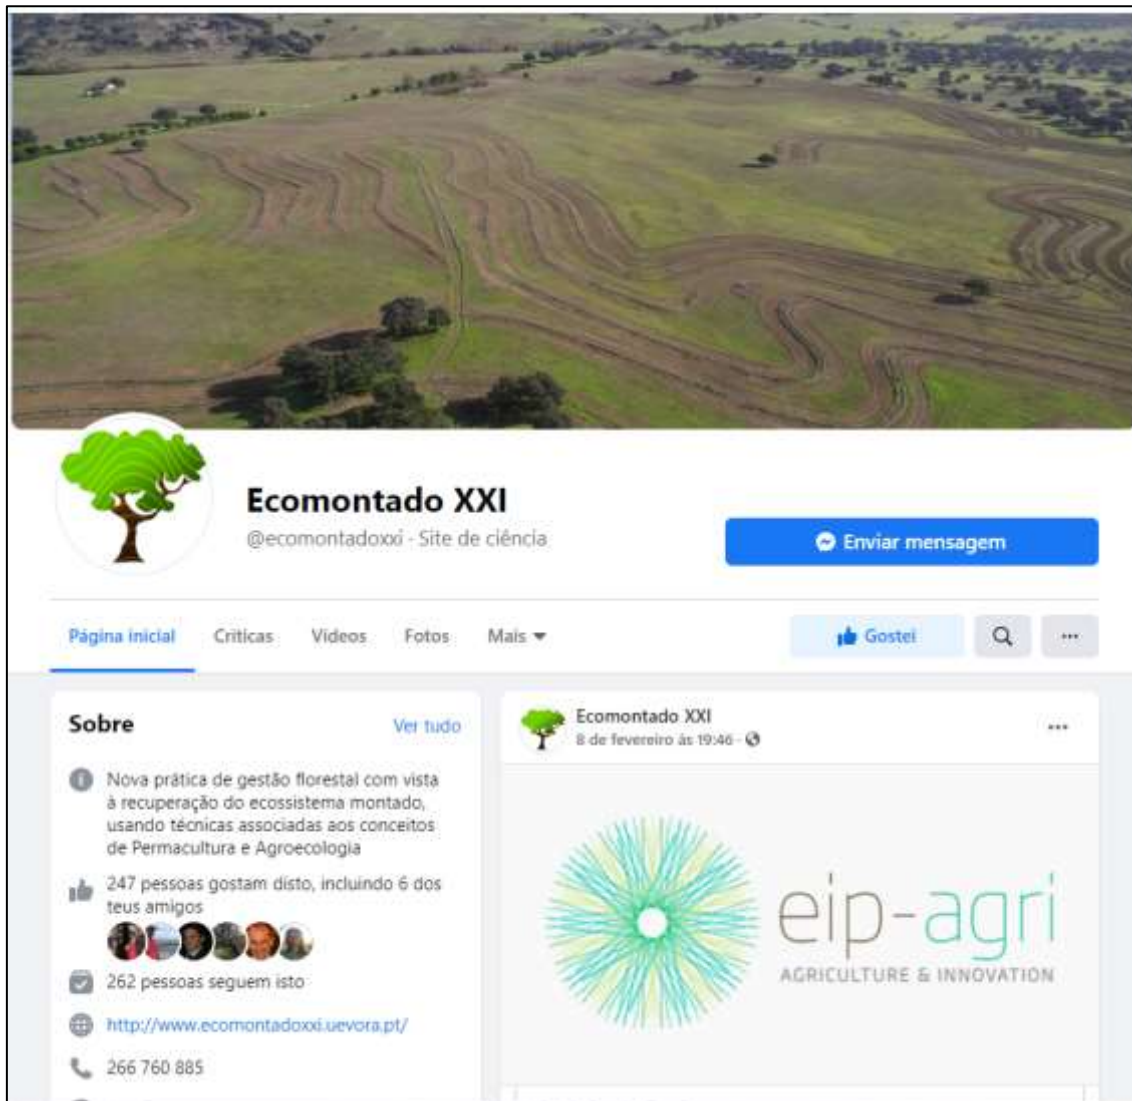 Ecomontado XXI
@ecomontadoxxi · Site de ciência
Enviar mensagem
Página inicial
Críticas
Vídeos
Fotos
Mais
Gostei
Sobre
Ver tudo
Nova prática de gestão florestal com vista
à recuperação do ecossistema montado,
usando técnicas associadas aos conceitos
de Permacultura e Agroecologia
247 pessoas gostam disto, incluindo 6 dos
teus amigos
262 pessoas seguem isto
http://www.ecomontadoxxi.uevora.pt/
266 760 885
Ecomontado XXI
8 de fevereiro às 19:46 ·
eip-agri
AGRICULTURE & INNOVATION